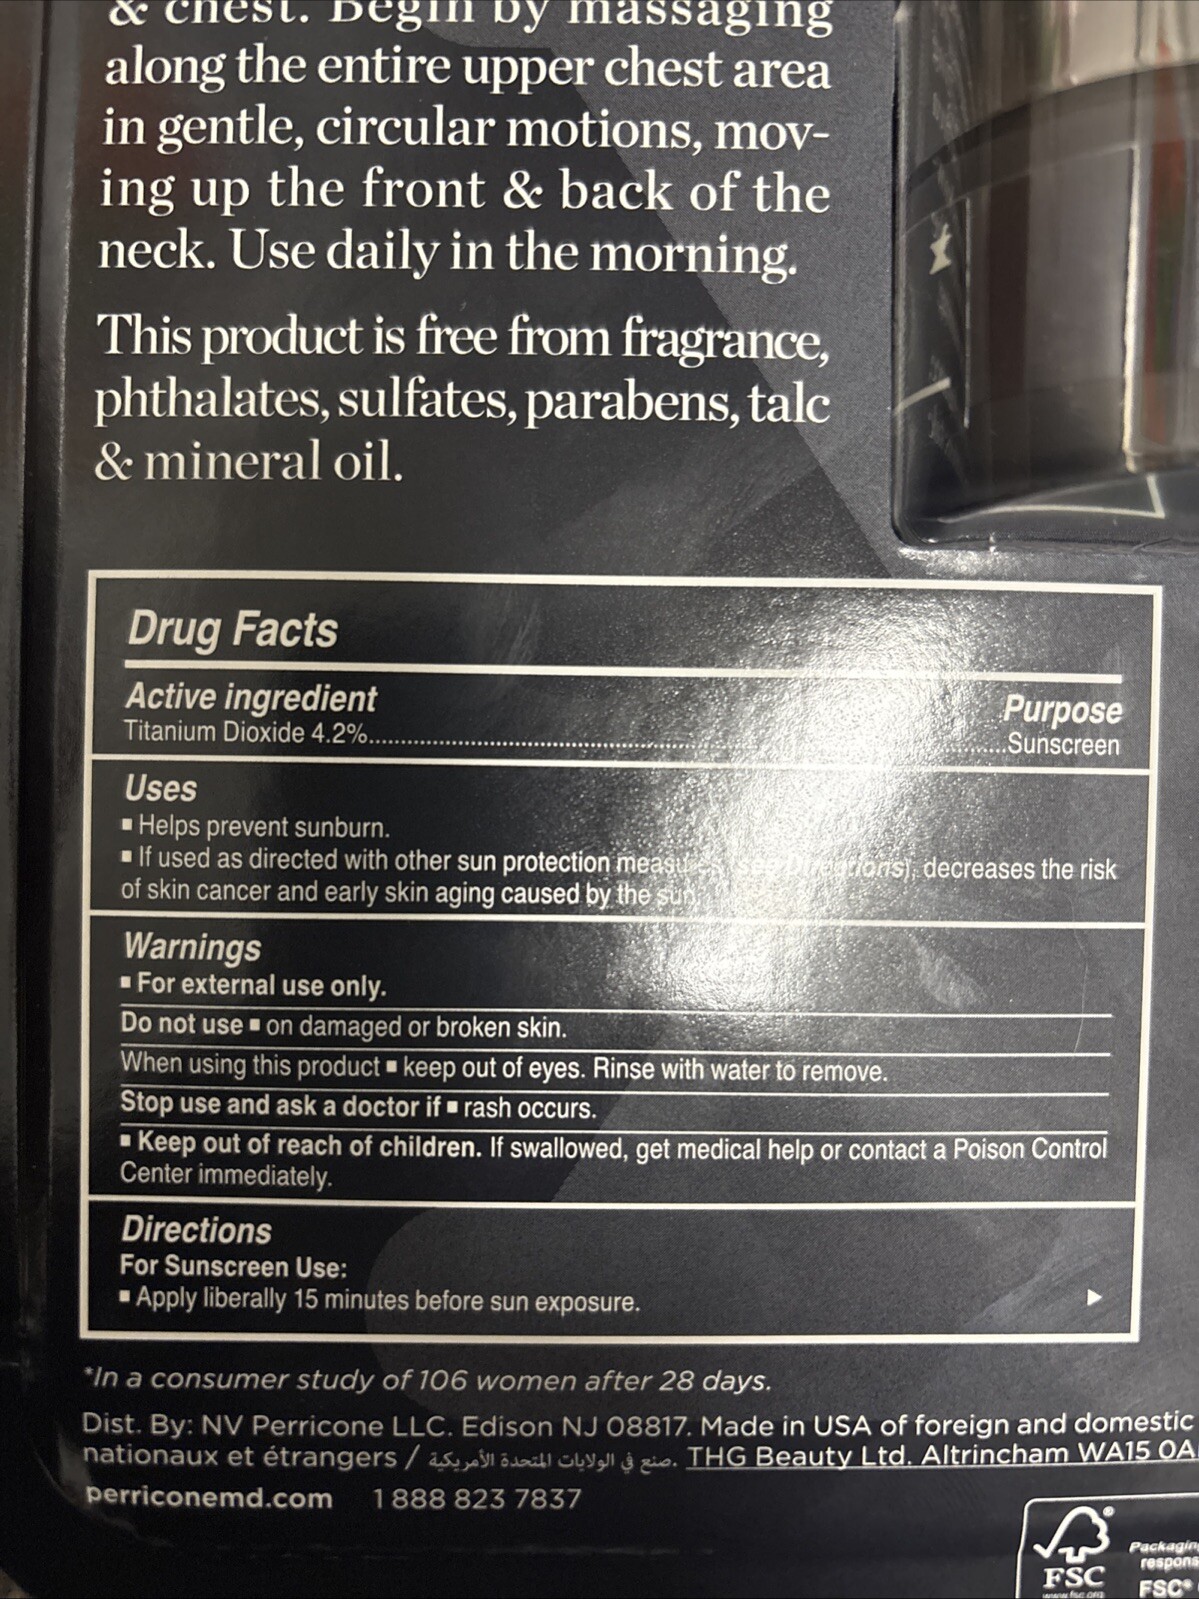 & chest. Begin by massaging
along the entire upper chest area
in gentle, circular motions, mov-
ing up the front & back of the
neck. Use daily in the morning.
This product is free from fragrance,
phthalates, sulfates, parabens, talc
& mineral oil.
Drug Facts
Active ingredient Purpose
Titanium Dioxide 4.2%....................Sunscreen
Uses
▪ Helps prevent sunburn.
▪ If used as directed with other sun protection measures (see Directions), decreases the risk
of skin cancer and early skin aging caused by the sun.
Warnings
▪ For external use only.
Do not use ▪ on damaged or broken skin.
When using this product ▪ keep out of eyes. Rinse with water to remove.
Stop use and ask a doctor if ▪ rash occurs.
▪ Keep out of reach of children. If swallowed, get medical help or contact a Poison Control
Center immediately.
Directions
For Sunscreen Use:
▪ Apply liberally 15 minutes before sun exposure.
*In a consumer study of 106 women after 28 days.
Dist. By: NV Perricone LLC. Edison NJ 08817. Made in USA of foreign and domestic
nationaux et étrangers / صنع في الولايات المتحدة الأمريكية. THG Beauty Ltd. Altrincham WA15 0A
perriconemd.com 1 888 823 7837
FSC
www.fsc.org
Packaging
respons
FSC®